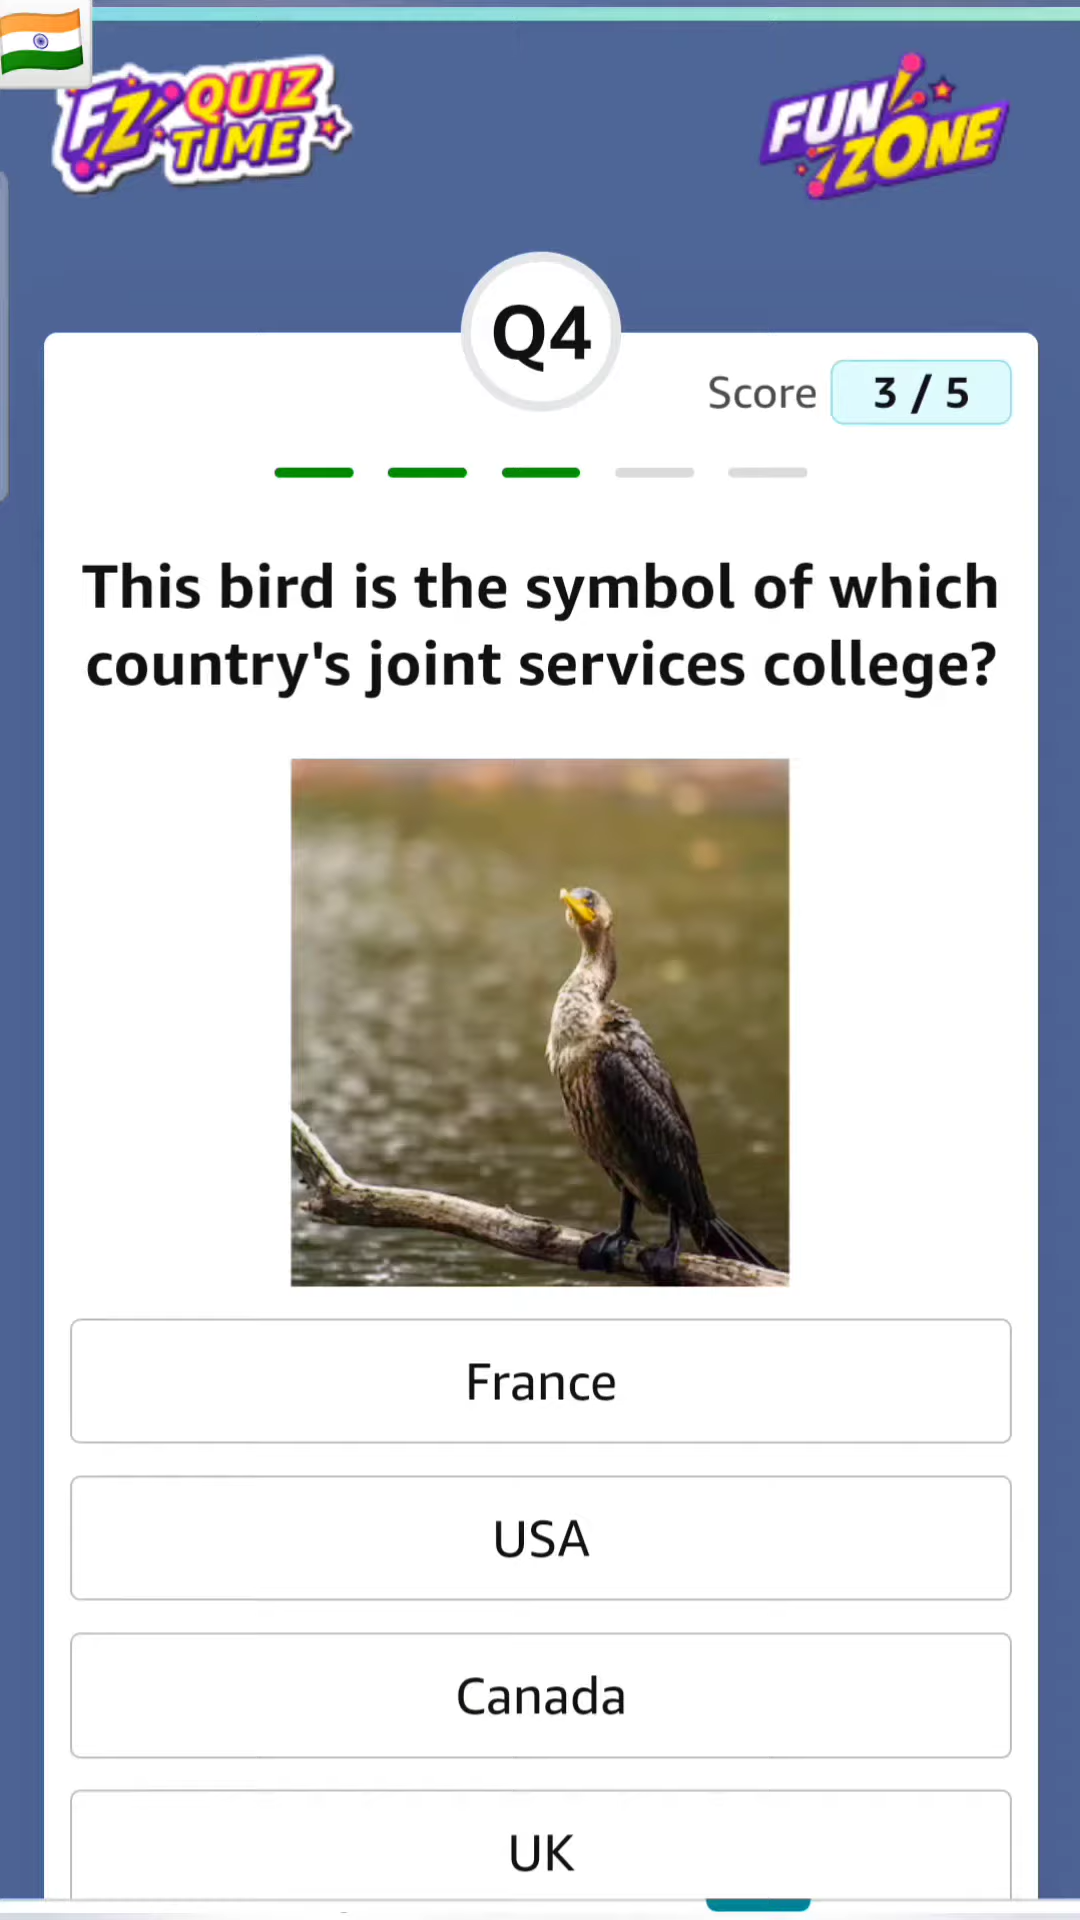 FZ QUIZ TIME
FUN ZONE
Q4
Score 3 / 5
This bird is the symbol of which
country's joint services college?
France
USA
Canada
UK